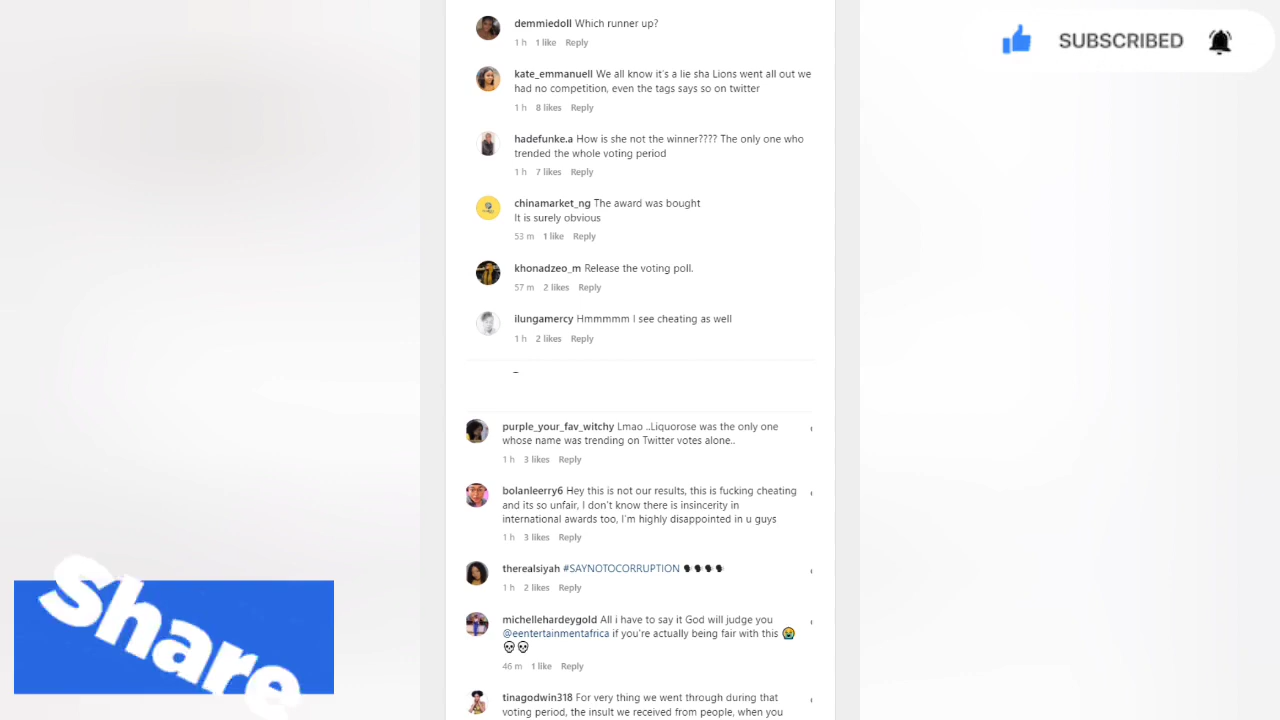 demmiedoll Which runner up?
1 h 1 like Reply
SUBSCRIBED
kate_emmanuell We all know it's a lie sha Lions went all out we
had no competition, even the tags says so on twitter
1 h 8 likes Reply
hadefunke.a How is she not the winner???? The only one who
trended the whole voting period
1 h 7 likes Reply
chinamarket_ng The award was bought
It is surely obvious
53 m 1 like Reply
khonadzeo_m Release the voting poll.
57 m 2 likes Reply
ilungamercy Hmmmmm I see cheating as well
1 h 2 likes Reply
purple_your_fav_witchy Lmao ..Liquorose was the only one
whose name was trending on Twitter votes alone..
1 h 3 likes Reply
bolanleerry6 Hey this is not our results, this is fucking cheating
and its so unfair, I don't know there is insincerity in
international awards too, I'm highly disappointed in u guys
1 h 3 likes Reply
therealsiyah #SAYNOTOCORRUPTION 🗣🗣🗣🗣
1 h 2 likes Reply
michellehardeygold All i have to say it God will judge you
@eentertainmentafrica if you're actually being fair with this 😭
💀💀
46 m 1 like Reply
tinagodwin318 For very thing we went through during that
voting period, the insult we received from people, when you
Share